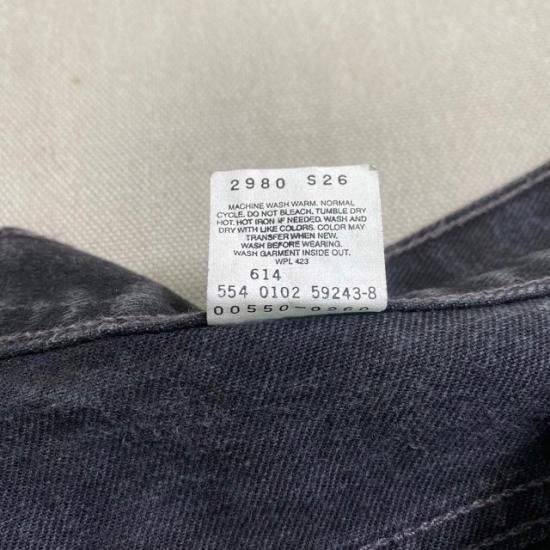 2980 S26
MACHINE WASH WARM. NORMAL
CYCLE. DO NOT BLEACH. TUMBLE DRY
HOT. HOT IRON IF NEEDED. WASH AND
DRY WITH LIKE COLORS. COLOR MAY
TRANSFER WHEN NEW.
WASH BEFORE WEARING.
WASH GARMENT INSIDE OUT.
WPL 423
614
554 0102 59243-8
00550-0260